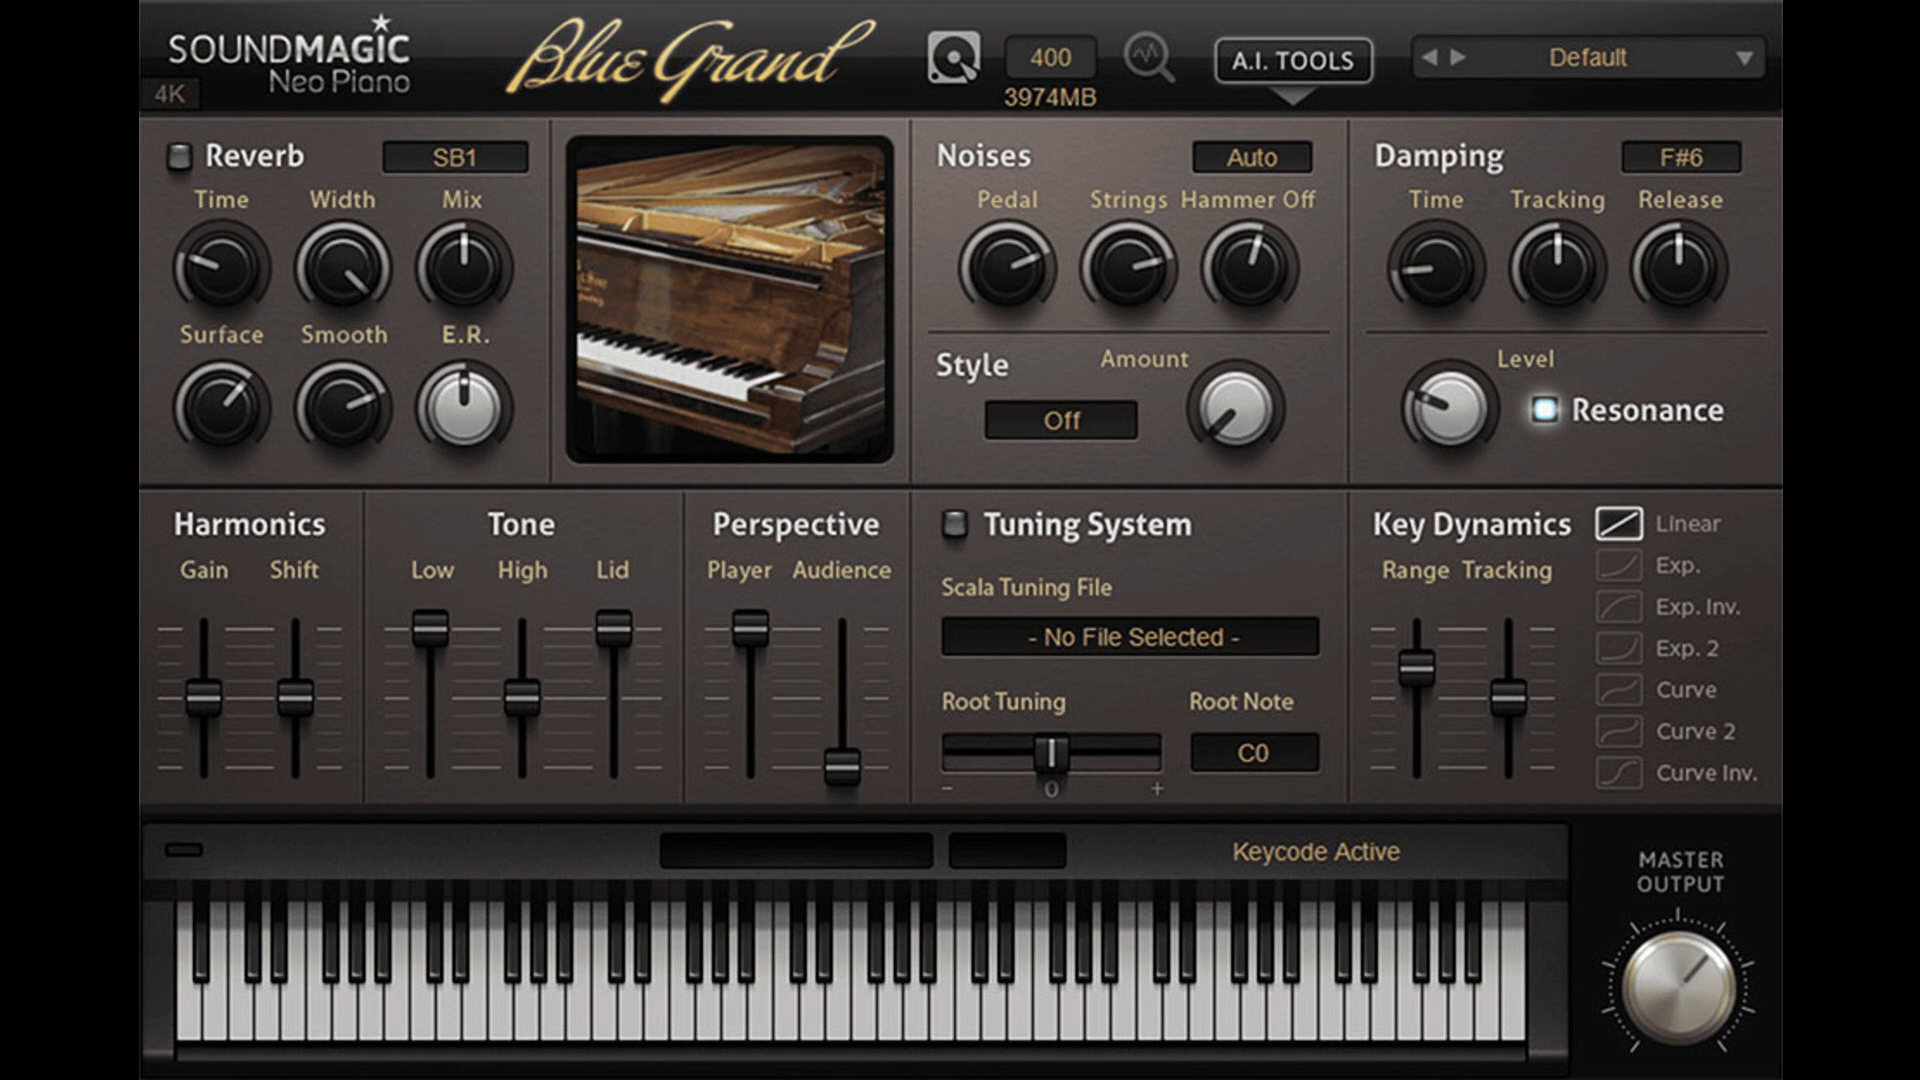 SOUNDMAGIC
Neo Piano
4K
Blue Grand
400
3974MB
A.I. TOOLS
Default
Reverb
SB1
Time Width Mix
Surface Smooth E.R.
Noises
Auto
Pedal Strings Hammer Off
Style
Amount
Off
Damping
F#6
Time Tracking Release
Level
Resonance
Harmonics
Gain Shift
Tone
Low High Lid
Perspective
Player Audience
Tuning System
Scala Tuning File
- No File Selected -
Root Tuning
Root Note
C0
- 0 +
Key Dynamics
Range Tracking
Linear
Exp.
Exp. Inv.
Exp. 2
Curve
Curve 2
Curve Inv.
Keycode Active
MASTER
OUTPUT